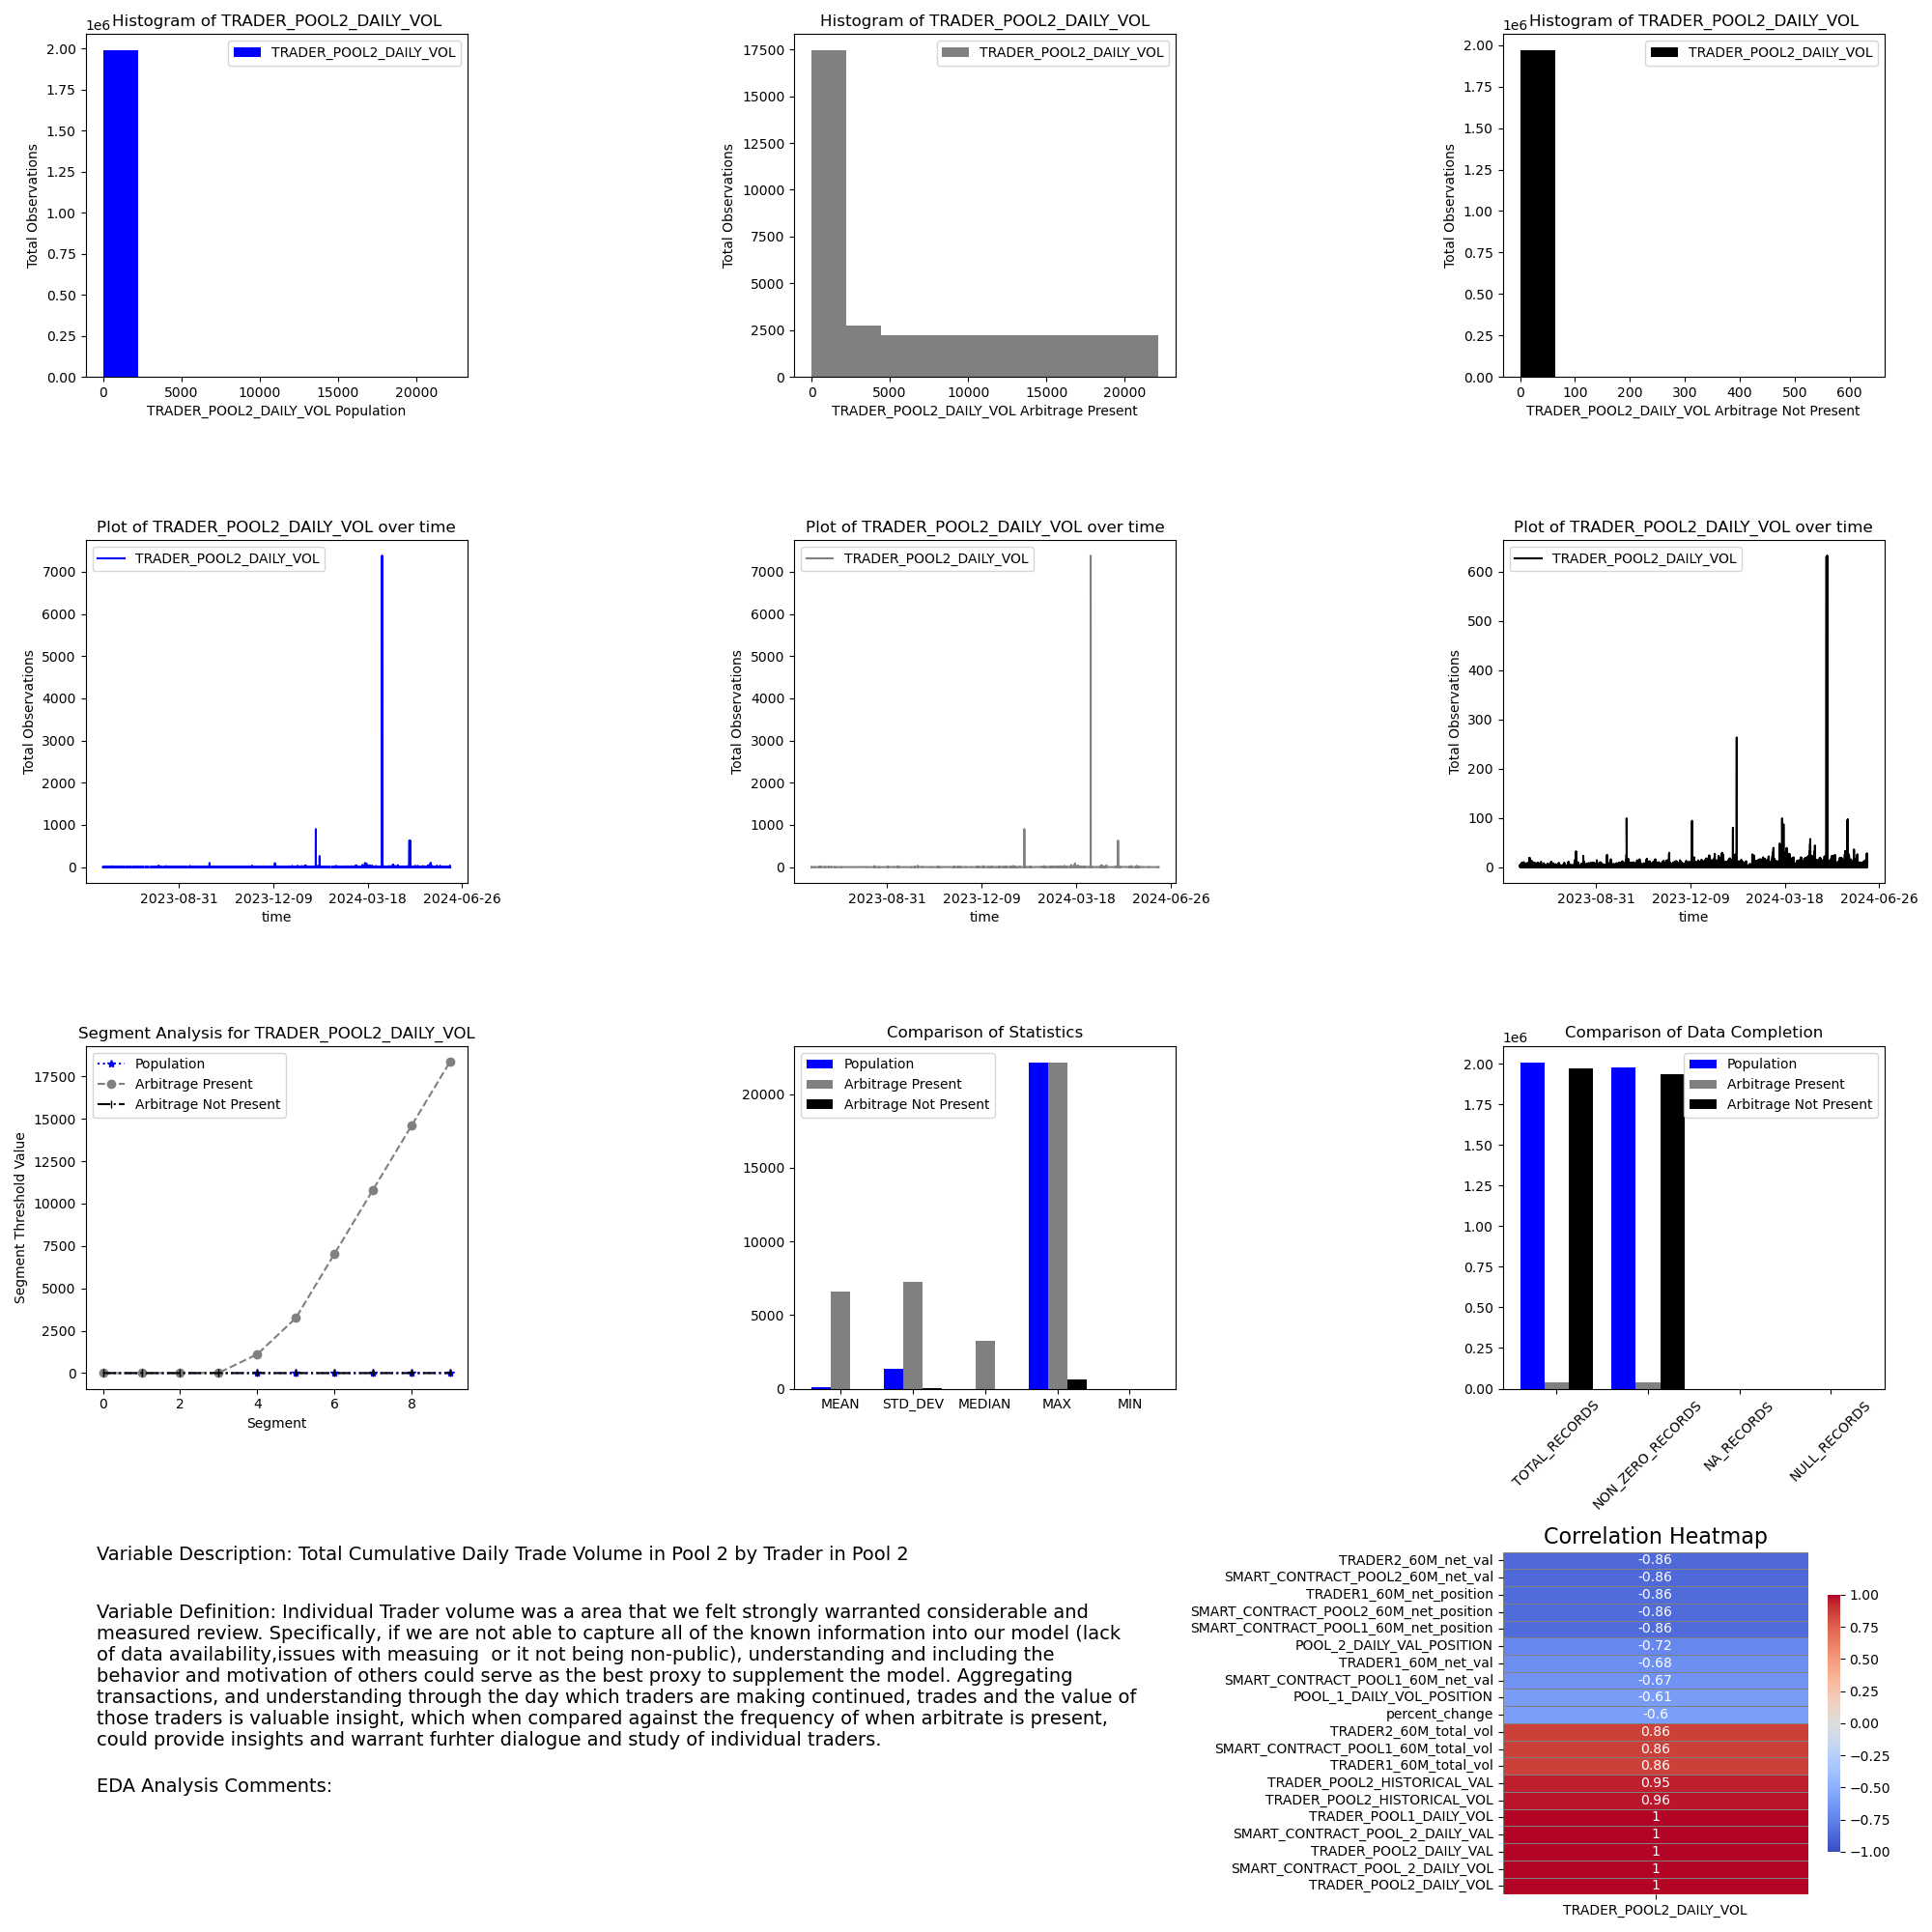 Histogram of TRADER_POOL2_DAILY_VOL
1e6
TRADER_POOL2_DAILY_VOL
Total Observations
2.00
1.75
1.50
1.25
1.00
0.75
0.50
0.25
0.00
0 5000 10000 15000 20000
TRADER_POOL2_DAILY_VOL Population
Histogram of TRADER_POOL2_DAILY_VOL
TRADER_POOL2_DAILY_VOL
Total Observations
17500
15000
12500
10000
7500
5000
2500
0
0 5000 10000 15000 20000
TRADER_POOL2_DAILY_VOL Arbitrage Present
Histogram of TRADER_POOL2_DAILY_VOL
1e6
TRADER_POOL2_DAILY_VOL
Total Observations
2.00
1.75
1.50
1.25
1.00
0.75
0.50
0.25
0.00
0 100 200 300 400 500 600
TRADER_POOL2_DAILY_VOL Arbitrage Not Present
Plot of TRADER_POOL2_DAILY_VOL over time
TRADER_POOL2_DAILY_VOL
Total Observations
7000
6000
5000
4000
3000
2000
1000
0
2023-08-31 2023-12-09 2024-03-18 2024-06-26
time
Plot of TRADER_POOL2_DAILY_VOL over time
TRADER_POOL2_DAILY_VOL
Total Observations
7000
6000
5000
4000
3000
2000
1000
0
2023-08-31 2023-12-09 2024-03-18 2024-06-26
time
Plot of TRADER_POOL2_DAILY_VOL over time
TRADER_POOL2_DAILY_VOL
Total Observations
600
500
400
300
200
100
0
2023-08-31 2023-12-09 2024-03-18 2024-06-26
time
Segment Analysis for TRADER_POOL2_DAILY_VOL
Population
Arbitrage Present
Arbitrage Not Present
Segment Threshold Value
17500
15000
12500
10000
7500
5000
2500
0
0 2 4 6 8
Segment
Comparison of Statistics
Population
Arbitrage Present
Arbitrage Not Present
20000
15000
10000
5000
0
MEAN STD_DEV MEDIAN MAX MIN
Comparison of Data Completion
1e6
Population
Arbitrage Present
Arbitrage Not Present
2.00
1.75
1.50
1.25
1.00
0.75
0.50
0.25
0.00
TOTAL_RECORDS NON_ZERO_RECORDS NA_RECORDS NULL_RECORDS
Variable Description: Total Cumulative Daily Trade Volume in Pool 2 by Trader in Pool 2
Variable Definition: Individual Trader volume was a area that we felt strongly warranted considerable and
measured review. Specifically, if we are not able to capture all of the known information into our model (lack
of data availability,issues with measuing  or it not being non-public), understanding and including the
behavior and motivation of others could serve as the best proxy to supplement the model. Aggregating
transactions, and understanding through the day which traders are making continued, trades and the value of
those traders is valuable insight, which when compared against the frequency of when arbitrate is present,
could provide insights and warrant furhter dialogue and study of individual traders.
EDA Analysis Comments:
Correlation Heatmap
TRADER2_60M_net_val -0.86
SMART_CONTRACT_POOL2_60M_net_val -0.86
TRADER1_60M_net_position -0.86
SMART_CONTRACT_POOL2_60M_net_position -0.86
SMART_CONTRACT_POOL1_60M_net_position -0.86
POOL_2_DAILY_VAL_POSITION -0.72
TRADER1_60M_net_val -0.68
SMART_CONTRACT_POOL1_60M_net_val -0.67
POOL_1_DAILY_VOL_POSITION -0.61
percent_change -0.6
TRADER2_60M_total_vol 0.86
SMART_CONTRACT_POOL1_60M_total_vol 0.86
TRADER1_60M_total_vol 0.86
TRADER_POOL2_HISTORICAL_VAL 0.95
TRADER_POOL2_HISTORICAL_VOL 0.96
TRADER_POOL1_DAILY_VOL 1
SMART_CONTRACT_POOL_2_DAILY_VAL 1
TRADER_POOL2_DAILY_VAL 1
SMART_CONTRACT_POOL_2_DAILY_VOL 1
TRADER_POOL2_DAILY_VOL 1
TRADER_POOL2_DAILY_VOL
1.00
0.75
0.50
0.25
0.00
−0.25
−0.50
−0.75
−1.00